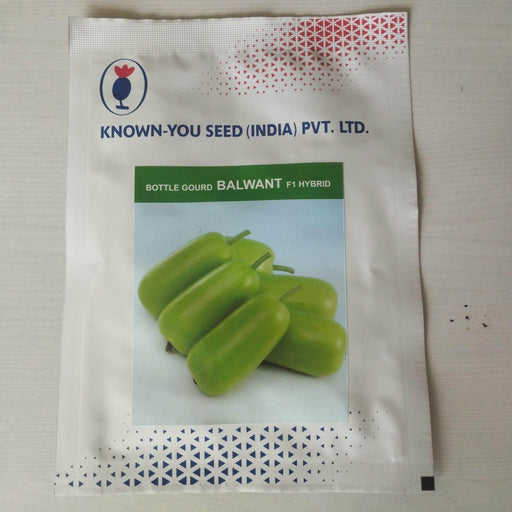 KNOWN-YOU SEED (INDIA) PVT. LTD.
BOTTLE GOURD BALWANT F1 HYBRID